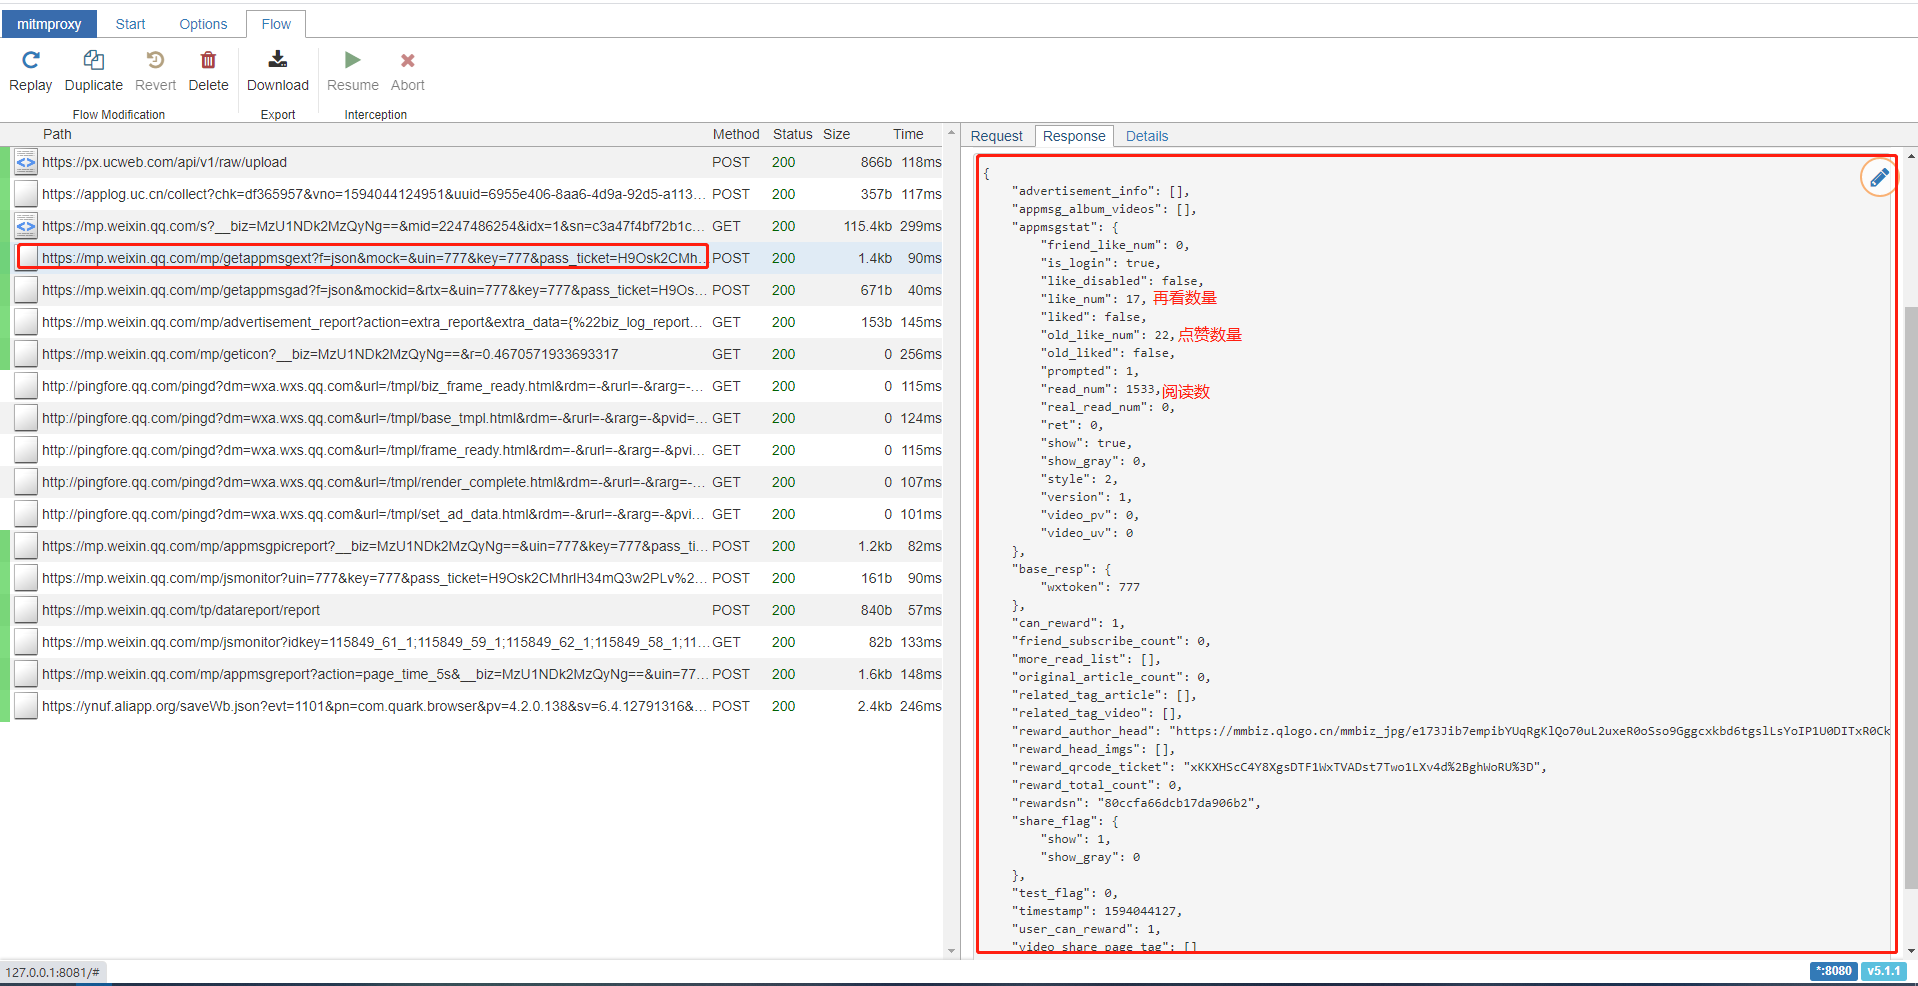 mitmproxy Start Options Flow
Replay Duplicate Revert Delete Download Resume Abort
Flow Modification Export Interception
Path Method Status Size Time
https://px.ucweb.com/api/v1/raw/upload POST 200 866b 118ms
https://applog.uc.cn/collect?chk=df365957&vno=1594044124951&uuid=6955e406-8aa6-4d9a-92d5-a113... POST 200 357b 117ms
https://mp.weixin.qq.com/s?__biz=MzU1NDk2MzQyNg==&mid=2247486254&idx=1&sn=c3a47f4bf72b1c... GET 200 115.4kb 299ms
https://mp.weixin.qq.com/mp/getappmsgext?f=json&mock=&uin=777&key=777&pass_ticket=H9Osk2CMh... POST 200 1.4kb 90ms
https://mp.weixin.qq.com/mp/getappmsgad?f=json&mockid=&rtx=&uin=777&key=777&pass_ticket=H9Os... POST 200 671b 40ms
https://mp.weixin.qq.com/mp/advertisement_report?action=extra_report&extra_data={%22biz_log_report... GET 200 153b 145ms
https://mp.weixin.qq.com/mp/geticon?__biz=MzU1NDk2MzQyNg==&r=0.4670571933693317 GET 200 0 256ms
http://pingfore.qq.com/pingd?dm=wxa.wxs.qq.com&url=/tmpl/biz_frame_ready.html&rdm=-&rurl=-&rarg=-... GET 200 0 115ms
http://pingfore.qq.com/pingd?dm=wxa.wxs.qq.com&url=/tmpl/base_tmpl.html&rdm=-&rurl=-&rarg=-&pvid=... GET 200 0 124ms
http://pingfore.qq.com/pingd?dm=wxa.wxs.qq.com&url=/tmpl/frame_ready.html&rdm=-&rurl=-&rarg=-&pvi... GET 200 0 115ms
http://pingfore.qq.com/pingd?dm=wxa.wxs.qq.com&url=/tmpl/render_complete.html&rdm=-&rurl=-&rarg=-... GET 200 0 107ms
http://pingfore.qq.com/pingd?dm=wxa.wxs.qq.com&url=/tmpl/set_ad_data.html&rdm=-&rurl=-&rarg=-&pvi... GET 200 0 101ms
https://mp.weixin.qq.com/mp/appmsgpicreport?__biz=MzU1NDk2MzQyNg==&uin=777&key=777&pass_ti... POST 200 1.2kb 82ms
https://mp.weixin.qq.com/mp/jsmonitor?uin=777&key=777&pass_ticket=H9Osk2CMhrlH34mQ3w2PLv%2... POST 200 161b 90ms
https://mp.weixin.qq.com/tp/datareport/report POST 200 840b 57ms
https://mp.weixin.qq.com/mp/jsmonitor?idkey=115849_61_1;115849_59_1;115849_62_1;115849_58_1;11... GET 200 82b 133ms
https://mp.weixin.qq.com/mp/appmsgreport?action=page_time_5s&__biz=MzU1NDk2MzQyNg==&uin=77... POST 200 1.6kb 148ms
https://ynuf.aliapp.org/saveWb.json?evt=1101&pn=com.quark.browser&pv=4.2.0.138&sv=6.4.12791316&... POST 200 2.4kb 246ms
Request Response Details
{
"advertisement_info": [],
"appmsg_album_videos": [],
"appmsgstat": {
"friend_like_num": 0,
"is_login": true,
"like_disabled": false,
"like_num": 17, 再看数量
"liked": false,
"old_like_num": 22, 点赞数量
"old_liked": false,
"prompted": 1,
"read_num": 1533, 阅读数
"real_read_num": 0,
"ret": 0,
"show": true,
"show_gray": 0,
"style": 2,
"version": 1,
"video_pv": 0,
"video_uv": 0
},
"base_resp": {
"wxtoken": 777
},
"can_reward": 1,
"friend_subscribe_count": 0,
"more_read_list": [],
"original_article_count": 0,
"related_tag_article": [],
"related_tag_video": [],
"reward_author_head": "https://mmbiz.qlogo.cn/mmbiz_jpg/e173Jib7empibYUqRgKlQo70uL2uxeR0oSso9Gggcxkbd6tgslLsYoIP1U0DITxR0Ck
"reward_head_imgs": [],
"reward_qrcode_ticket": "xKKXHScC4Y8XgsDTF1WxTVADst7Two1LXv4d%2BghWoRU%3D",
"reward_total_count": 0,
"rewardsn": "80ccfa66dcb17da906b2",
"share_flag": {
"show": 1,
"show_gray": 0
},
"test_flag": 0,
"timestamp": 1594044127,
"user_can_reward": 1,
"video_share_page_tag": []
127.0.0.1:8081/#
*:8080 v5.1.1